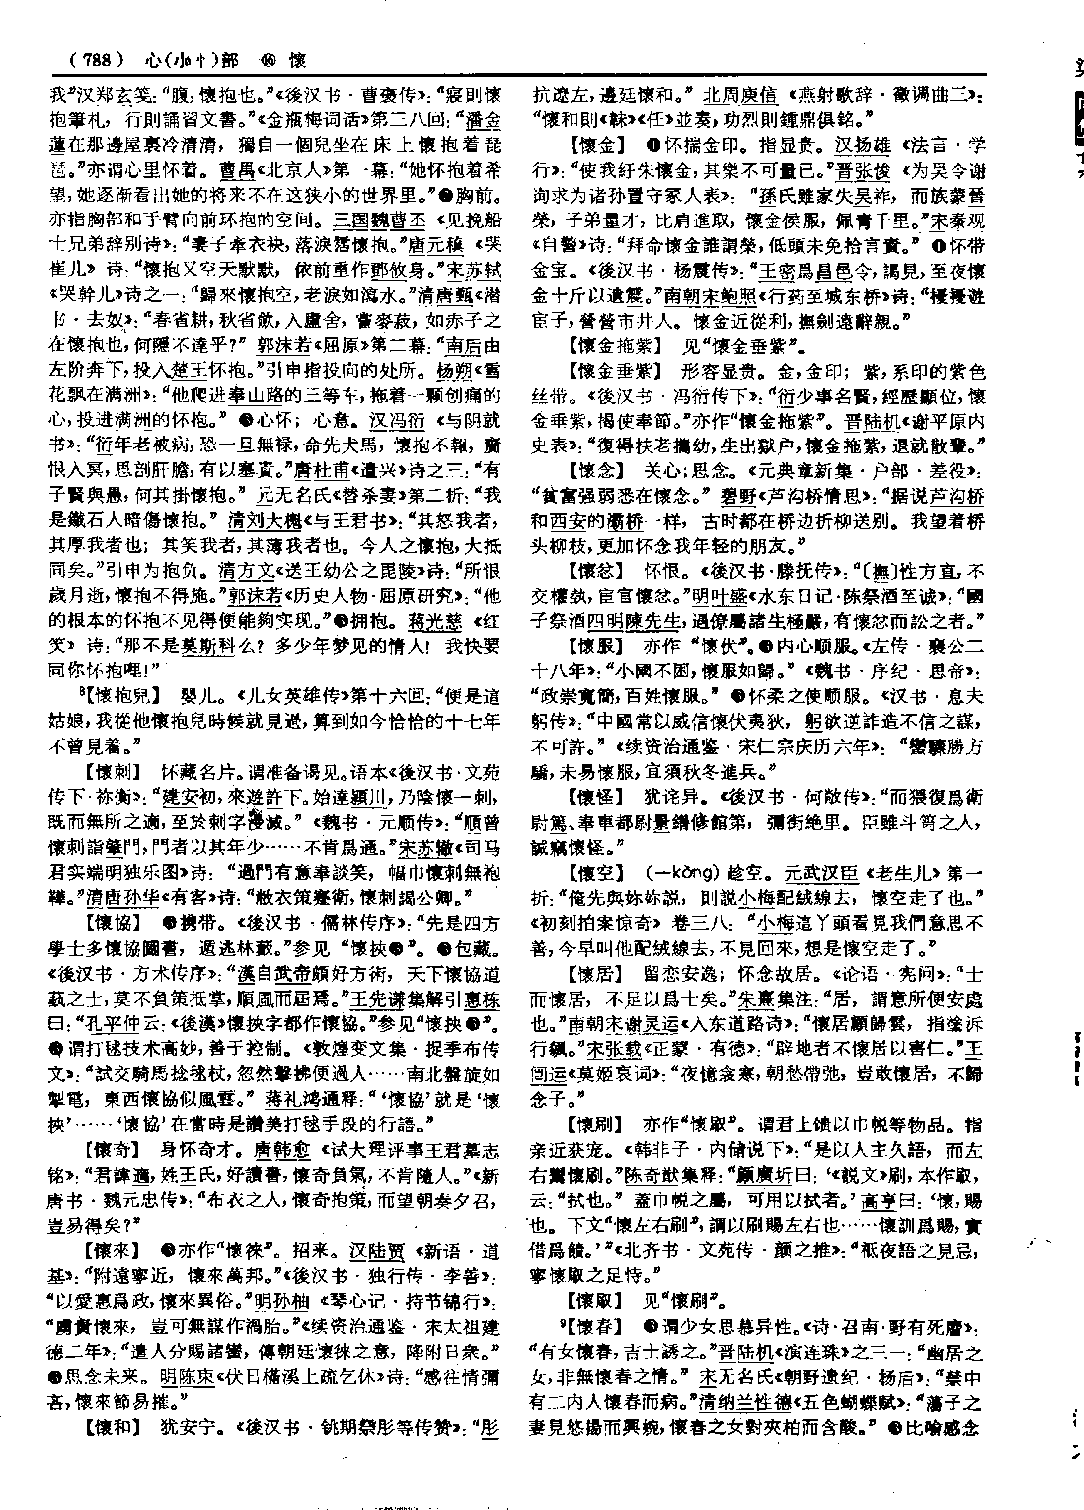 (788) 心(小忄)部 ⑯ 懷
我”汉郑玄笺:“腹,懷抱也。”《後汉书·曹褒传》:“寢則懷
抱筆札，行則誦習文書。”《金瓶梅词话》第二八回:“潘金
蓮在那邊屋裏冷清清，獨自一個兒坐在床上懷抱着琵
琶。”亦谓心里怀着。曹禺《北京人》第一幕:“她怀抱着希
望,她逐渐看出她的将来不在这狭小的世界里。”❷胸前。
亦指胸部和手臂向前环抱的空间。三国魏曹丕《见挽船
士兄弟辞别诗》:“妻子牽衣袂,落淚霑懷抱。”唐元稹《哭
崔儿》诗:“懷抱又空天默默，依前重作鄧攸身。”宋苏轼
《哭幹儿》诗之一:“歸來懷抱空,老淚如瀉水。”清唐甄《潜
书·去奴》:“春省耕,秋省斂,入廬舍，嘗麥菽，如赤子之
在懷抱也,何隱不達乎?”郭沫若《屈原》第二幕:“南后由
左阶奔下,投入楚王怀抱。”引申指投向的处所。杨朔《雪
花飘在满洲》:“他爬进奉山路的三等车,拖着一颗创痛的
心,投进满洲的怀抱。”❸心怀；心意。汉冯衍《与阴就
书》:“衍年老被病,恐一旦無禄,命先犬馬，懷抱不報，齎
恨入冥,思剖肝膽,有以塞責。”唐杜甫《遣兴》诗之三:“有
子賢與愚,何其掛懷抱。”元无名氏《替杀妻》第二折:“我
是鐵石人暗傷懷抱。”清刘大櫆《与王君书》:“其怒我者,
其厚我者也；其笑我者,其薄我者也。今人之懷抱,大抵
同矣。”引申为抱负。清方文《送王幼公之毘陵》诗:“所恨
歲月逝,懷抱不得施。”郭沫若《历史人物·屈原研究》:“他
的根本的怀抱不见得便能夠实现。”❹拥抱。蒋光慈《红
笑》诗:“那不是莫斯科么？多少年梦见的情人！我快要
同你怀抱哩!”
⁸【懷抱兒】 婴儿。《儿女英雄传》第十六回:“便是這
姑娘,我從他懷抱兒時候就見過,算到如今恰恰的十七年
不曾見着。”
【懷刺】 怀藏名片。谓准备谒见。语本《後汉书·文苑
传下·祢衡》:“建安初,來遊許下。始達潁川,乃陰懷一刺,
既而無所之適,至於刺字漫滅。”《魏书·元顺传》:“順曾
懷刺詣肇門,門者以其年少……不肯爲通。”宋苏辙《司马
君实端明独乐图》诗:“過門有意奉談笑，幅巾懷刺無袍
鞾。”清唐孙华《有客》诗:“敝衣策蹇衛,懷刺謁公卿。”
【懷協】 ❶携带。《後汉书·儒林传序》:“先是四方
學士多懷協圖書，遁逃林藪。”参见“懷挾❶”。❷包藏。
《後汉书·方术传序》:“漢自武帝頗好方術，天下懷協道
藝之士,莫不負策抵掌,順風而屆焉。”王先谦集解引惠栋
曰:“孔平仲云:《後漢》懷挾字都作懷協。”参见“懷挾❷”。
❸谓打毬技术高妙,善于控制。《敦煌变文集·捉季布传
文》:“試交騎馬捻毬杖,忽然擊拂便過人……南北盤旋如
掣電，東西懷協似風雲。”蒋礼鸿通释:“‘懷協’就是‘懷
挾’……‘懷協’在當時是讚美打毬手段的行語。”
【懷奇】 身怀奇才。唐韩愈《试大理评事王君墓志
铭》:“君諱適,姓王氏,好讀書,懷奇負氣,不肯隨人。”《新
唐书·魏元忠传》:“布衣之人,懷奇抱策,而望朝奏夕召,
豈易得矣?”
【懷來】 ❶亦作“懷徠”。招来。汉陆贾《新语·道
基》:“附遠寧近，懷來萬邦。”《後汉书·独行传·李善》:
“以愛惠爲政,懷來異俗。”明孙柚《琴心记·持节锦行》:
“虜貴懷來，豈可無謀作禍胎。”《续资治通鉴·宋太祖建
德二年》:“遣人分賜諸蠻，傳朝廷懷徠之意，降附日衆。”
❷思念未来。明陈束《伏日橫溪上疏乞休》诗:“感往情彌
吝,懷來節易摧。”
【懷和】 犹安宁。《後汉书·铫期祭肜等传赞》:“肜
抗遼左,邊廷懷和。”北周庾信《燕射歌辞·徵调曲三》:
“懷和則《韎》《任》並奏,功烈則鍾鼎俱銘。”
【懷金】 ❶怀揣金印。指显贵。汉扬雄《法言·学
行》:“使我紆朱懷金,其樂不可量已。”晋张俊《为吴令谢
询求为诸孙置守冢人表》:“孫氏雖家失吴祚，而族蒙晉
榮，子弟量才，比肩進取，懷金侯服，佩青千里。”宋秦观
《自警》诗:“拜命懷金誰謂榮,低頭未免拾言責。”❷怀带
金宝。《後汉书·杨震传》:“王密爲昌邑令,謁見,至夜懷
金十斤以遺震。”南朝宋鲍照《行药至城东桥》诗:“擾擾遊
宦子,營營市井人。懷金近從利,撫劍遠辭親。”
【懷金拖紫】 见“懷金垂紫”。
【懷金垂紫】 形容显贵。金,金印；紫,系印的紫色
丝带。《後汉书·冯衍传下》:“衍少事名賢,經歷顯位,懷
金垂紫,揭使奉節。”亦作“懷金拖紫”。晋陆机《谢平原内
史表》:“復得扶老攜幼,生出獄户,懷金拖紫,退就散輩。”
【懷念】 关心；思念。《元典章新集·户部·差役》:
“貧富强弱悉在懷念。”碧野《芦沟桥情思》:“据说芦沟桥
和西安的灞桥一样，古时都在桥边折柳送别。我望着桥
头柳枝,更加怀念我年轻的朋友。”
【懷忿】 怀恨。《後汉书·滕抚传》:“〔撫〕性方直,不
交權勢,宦官懷忿。”明叶盛《水东日记·陈祭酒至诚》:“國
子祭酒四明陳先生,遇僚屬諸生極嚴,有懷忿而訟之者。”
【懷服】 亦作“懷伏”。❶内心顺服。《左传·襄公二
十八年》:“小國不困,懷服如歸。”《魏书·序纪·思帝》:
“政崇寬簡,百姓懷服。”❷怀柔之使顺服。《汉书·息夫
躬传》:“中國常以威信懷伏夷狄，躬欲逆詐造不信之謀,
不可許。”《续资治通鉴·宋仁宗庆历六年》:“蠻驟勝方
驕,未易懷服,宜須秋冬進兵。”
【懷怪】 犹诧异。《後汉书·何敞传》:“而猥復爲衛
尉篤、奉車都尉景繕修館第，彌街绝里。臣雖斗筲之人,
誠竊懷怪。”
【懷空】 (—kòng) 趁空。元武汉臣《老生儿》第一
折:“俺先與妳妳說，則説小梅配絨線去，懷空走了也。”
《初刻拍案惊奇》卷三八:“小梅這丫頭看見我們意思不
善,今早叫他配絨線去,不見回來,想是懷空走了。”
【懷居】 留恋安逸；怀念故居。《论语·宪问》:“士
而懷居，不足以爲士矣。”朱熹集注:“居，謂意所便安處
也。”南朝宋谢灵运《入东道路诗》:“懷居顧歸雲，指塗泝
行飇。”宋张载《正蒙·有德》:“辟地者不懷居以害仁。”王
闿运《莫姬哀词》:“夜憶衾寒,朝愁帶弛，豈敢懷居，不歸
念子。”
【懷刷】 亦作“懷㕞”。谓君上馈以巾帨等物品。指
亲近获宠。《韩非子·内储说下》:“是以人主久語，而左
右鬻懷刷。”陈奇猷集释:“顧廣圻曰:‘《説文》刷,本作㕞,
云:“拭也。”蓋巾帨之屬，可用以拭者。’高亨曰:‘懷,賜
也。下文“懷左右刷”,謂以刷賜左右也……懷訓爲賜,實
借爲饋。’”《北齐书·文苑传·颜之推》:“祇夜語之見忌,
寧懷㕞之足恃。”
【懷㕞】 见“懷刷”。
⁹【懷春】 ❶谓少女思慕异性。《诗·召南·野有死麕》:
“有女懷春,吉士誘之。”晋陆机《演连珠》之三一:“幽居之
女,非無懷春之情。”宋无名氏《朝野遗纪·杨后》:“禁中
有二内人懷春而病。”清纳兰性德《五色蝴蝶赋》:“蕩子之
妻見悠揚而興婉,懷春之女對夾拍而含酸。”❷比喻感念